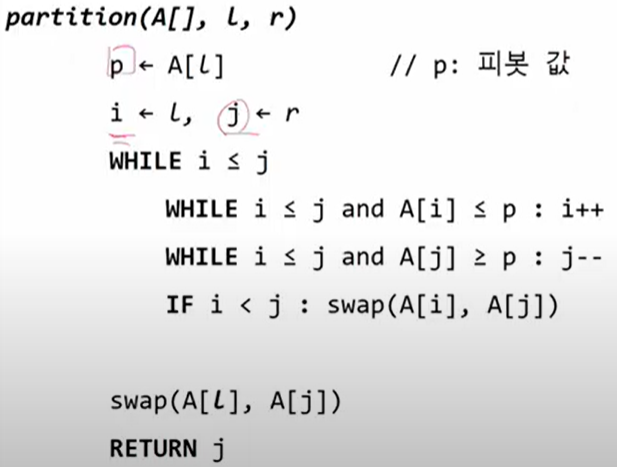 partition(A[], l, r)
p ← A[l] // p: 피봇 값
i ← l, j ← r
WHILE i ≤ j
WHILE i ≤ j and A[i] ≤ p : i++
WHILE i ≤ j and A[j] ≥ p : j--
IF i < j : swap(A[i], A[j])
swap(A[l], A[j])
RETURN j